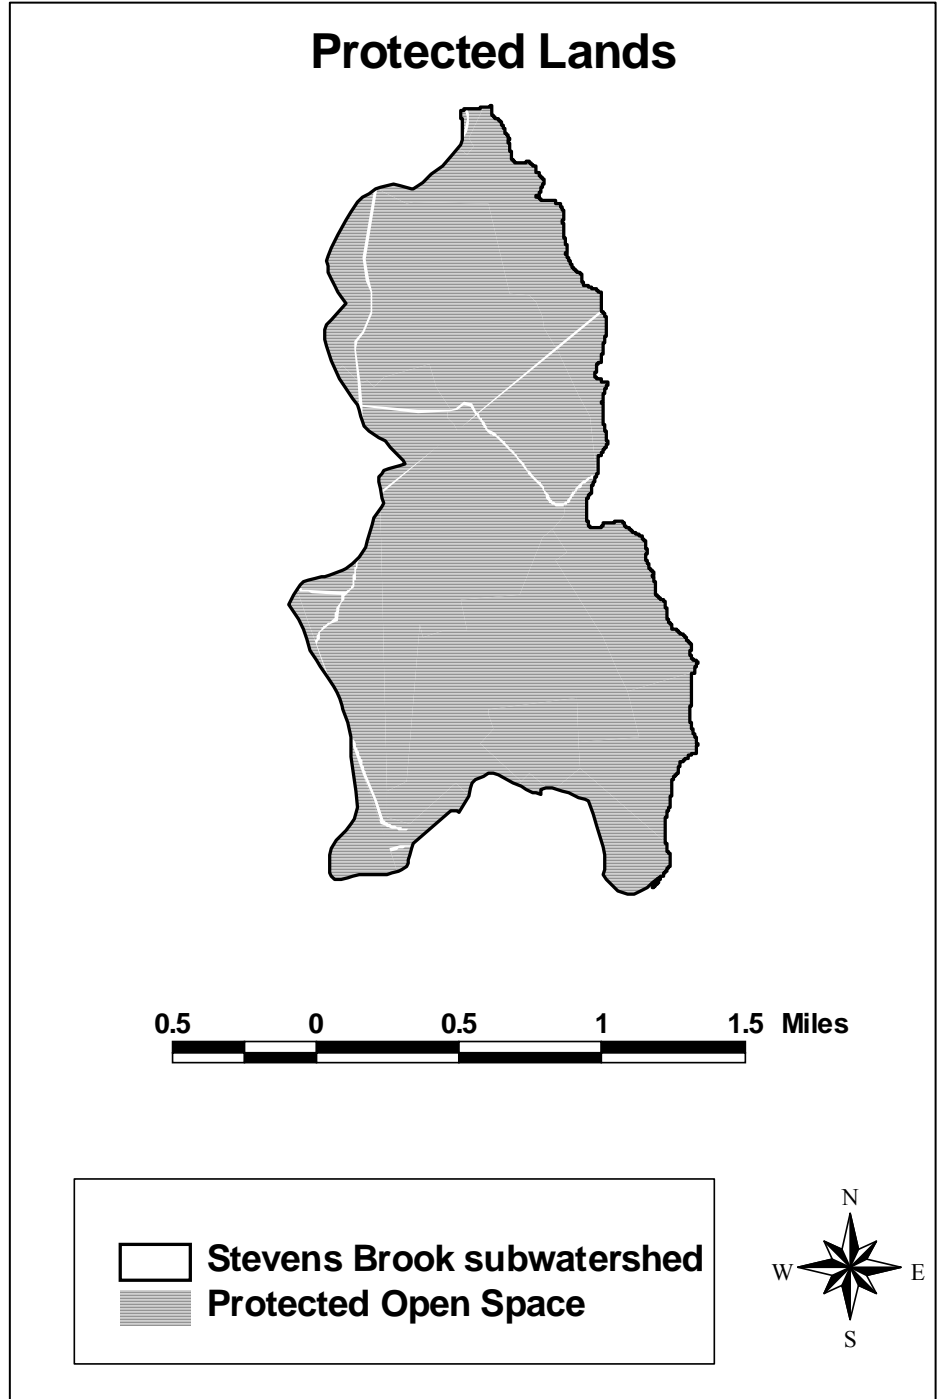 Protected Lands
0.5 0 0.5 1 1.5 Miles
Stevens Brook subwatershed
Protected Open Space
N
W E
S